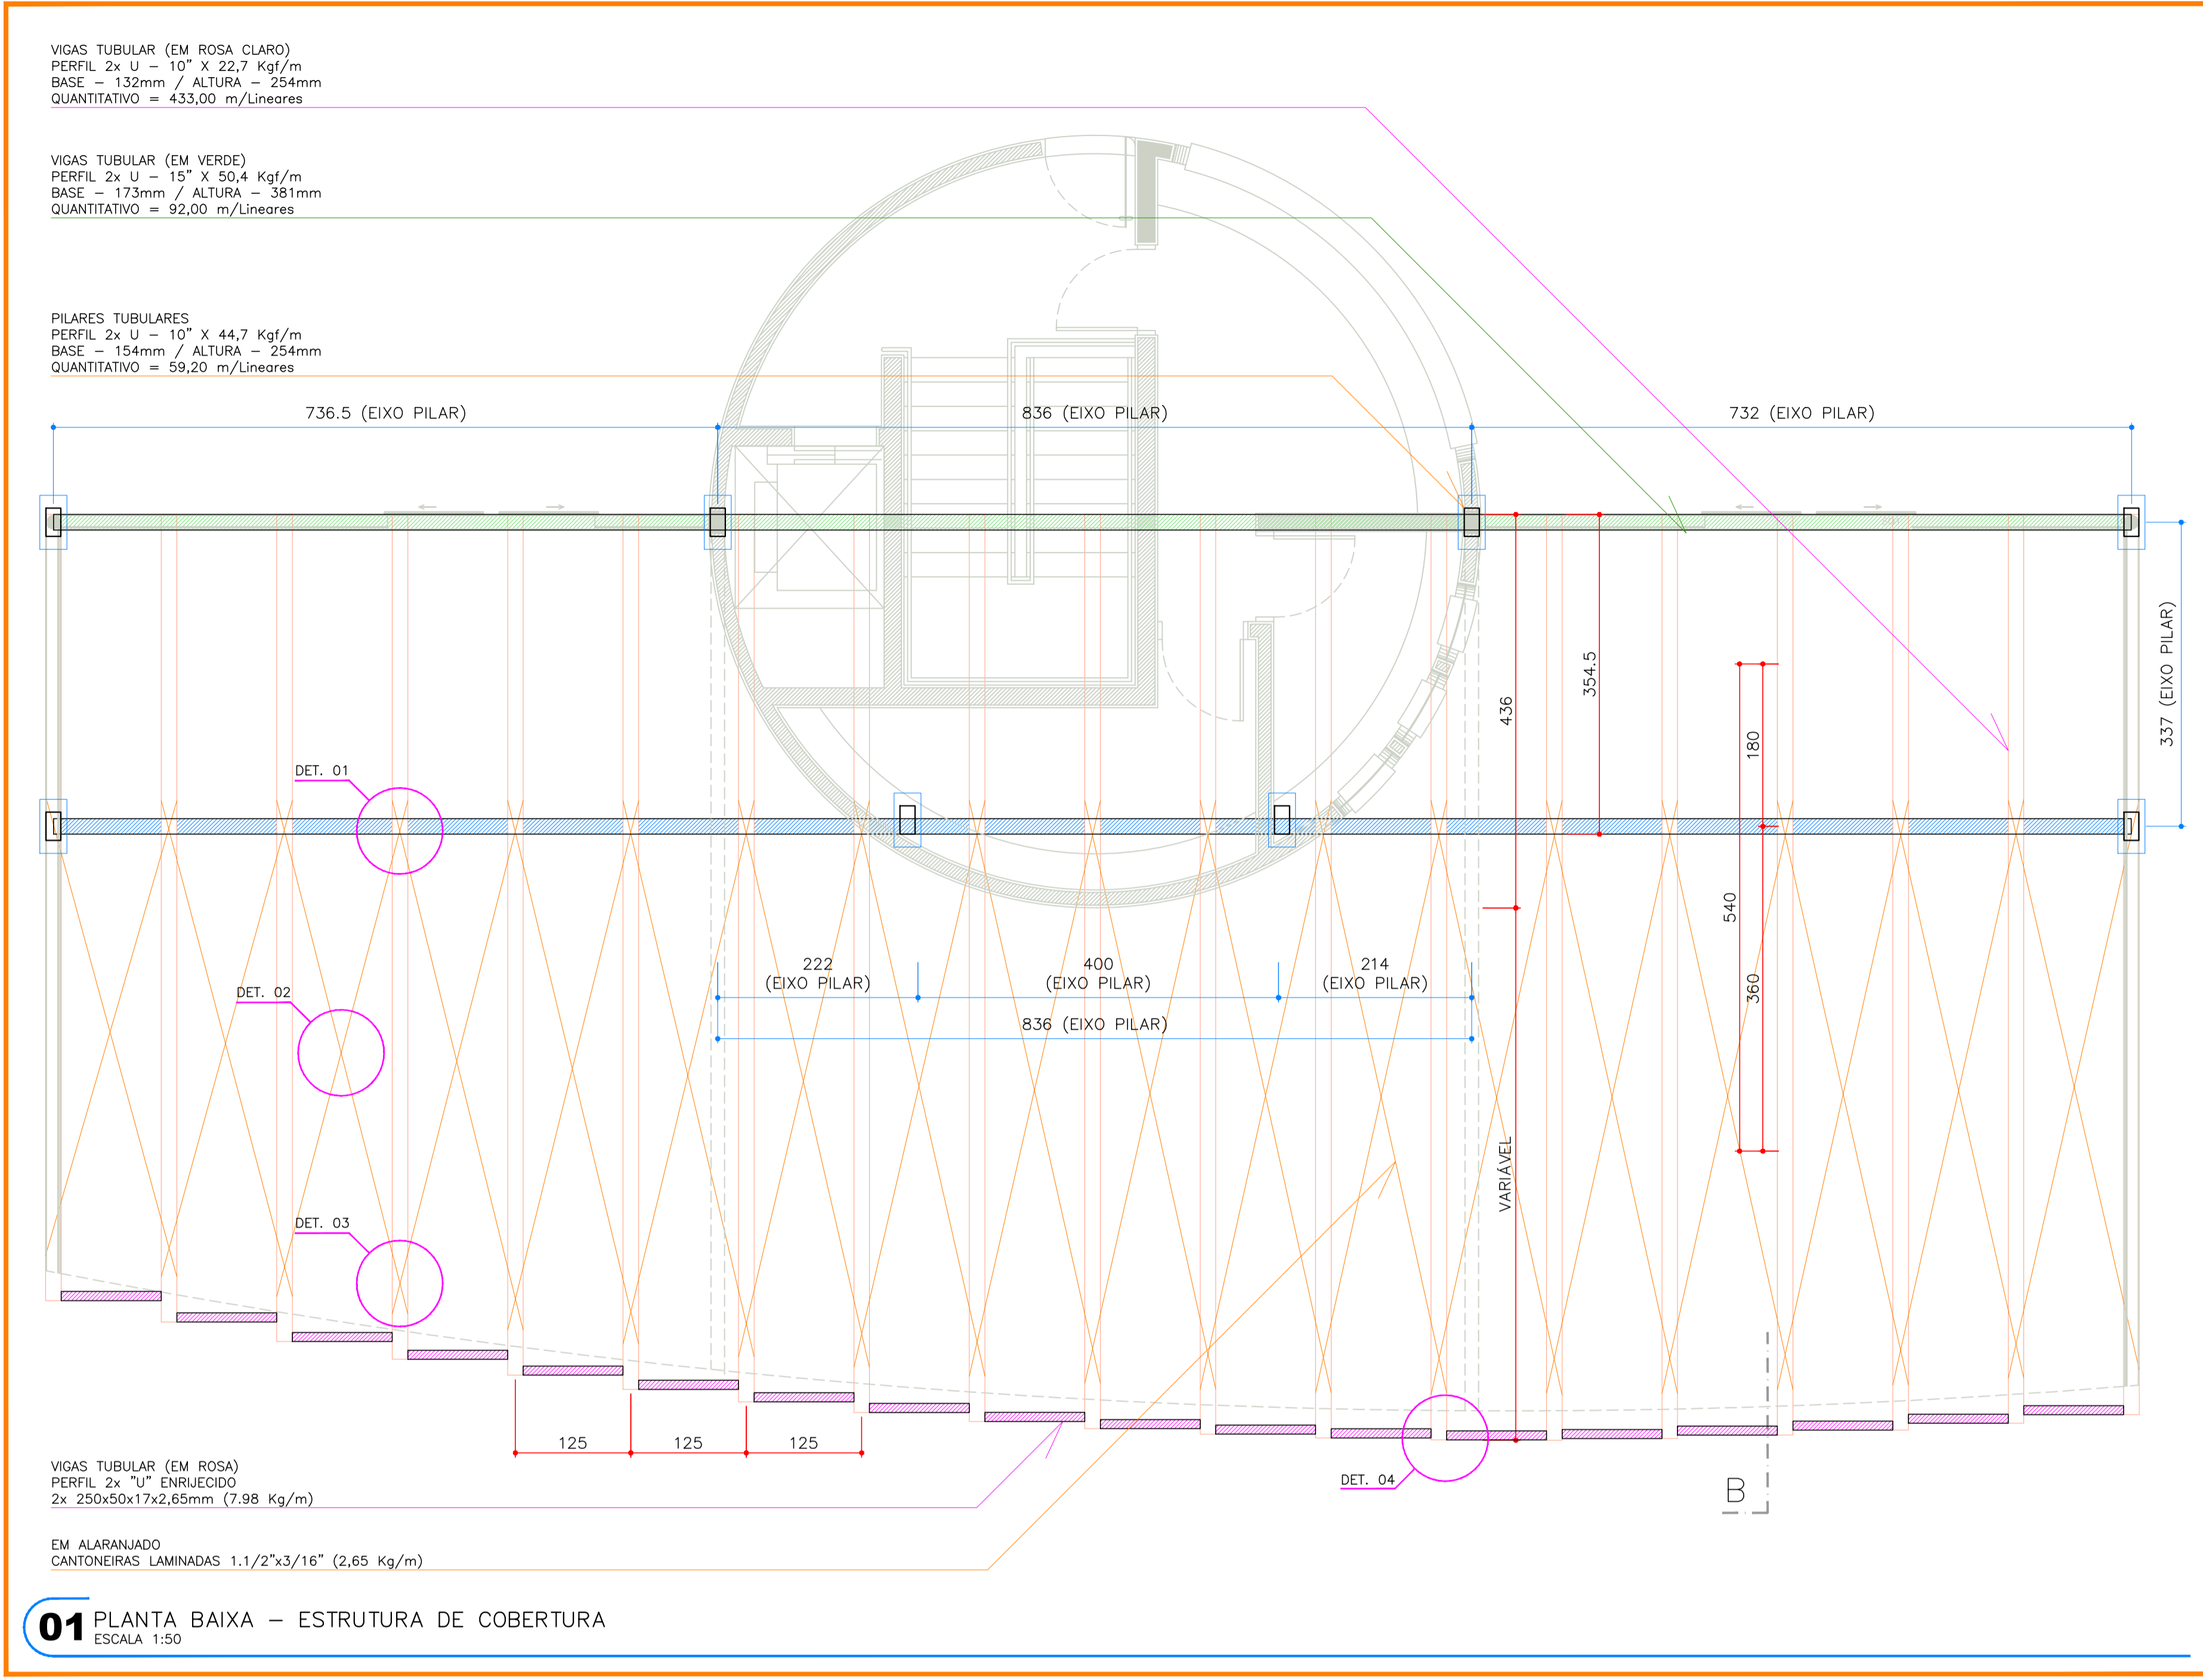 VIGAS TUBULAR (EM ROSA CLARO)
PERFIL 2x U – 10" X 22,7 Kgf/m
BASE – 132mm / ALTURA – 254mm
QUANTITATIVO = 433,00 m/Lineares
VIGAS TUBULAR (EM VERDE)
PERFIL 2x U – 15" X 50,4 Kgf/m
BASE – 173mm / ALTURA – 381mm
QUANTITATIVO = 92,00 m/Lineares
PILARES TUBULARES
PERFIL 2x U – 10" X 44,7 Kgf/m
BASE – 154mm / ALTURA – 254mm
QUANTITATIVO = 59,20 m/Lineares
736.5 (EIXO PILAR)
836 (EIXO PILAR)
732 (EIXO PILAR)
337 (EIXO PILAR)
354.5
436
180
DET. 01
540
360
DET. 02
222
(EIXO PILAR)
400
(EIXO PILAR)
214
(EIXO PILAR)
836 (EIXO PILAR)
VARIÁVEL
DET. 03
125
125
125
DET. 04
B
VIGAS TUBULAR (EM ROSA)
PERFIL 2x "U" ENRIJECIDO
2x 250x50x17x2,65mm (7.98 Kg/m)
EM ALARANJADO
CANTONEIRAS LAMINADAS 1.1/2"x3/16" (2,65 Kg/m)
01 PLANTA BAIXA – ESTRUTURA DE COBERTURA
ESCALA 1:50